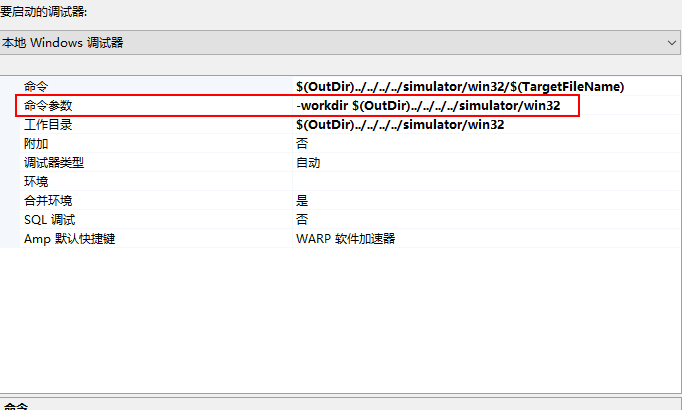 要启动的调试器:
本地 Windows 调试器
命令 $(OutDir)../../../../simulator/win32/$(TargetFileName)
命令参数 -workdir $(OutDir)../../../../simulator/win32
工作目录 $(OutDir)../../../../simulator/win32
附加 否
调试器类型 自动
环境
合并环境 是
SQL 调试 否
Amp 默认快捷键 WARP 软件加速器
命令